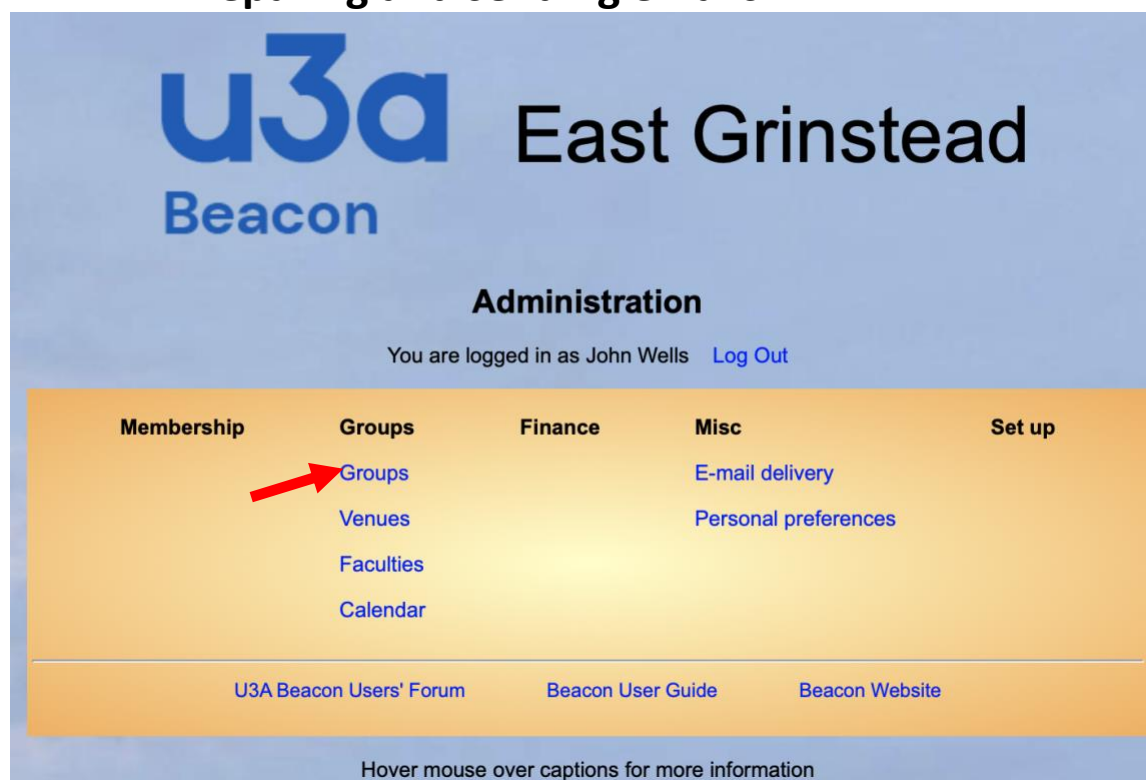 u3a East Grinstead
Beacon
Administration
You are logged in as John Wells Log Out
Membership Groups Finance Misc Set up
Groups E-mail delivery
Venues Personal preferences
Faculties
Calendar
U3A Beacon Users' Forum Beacon User Guide Beacon Website
Hover mouse over captions for more information